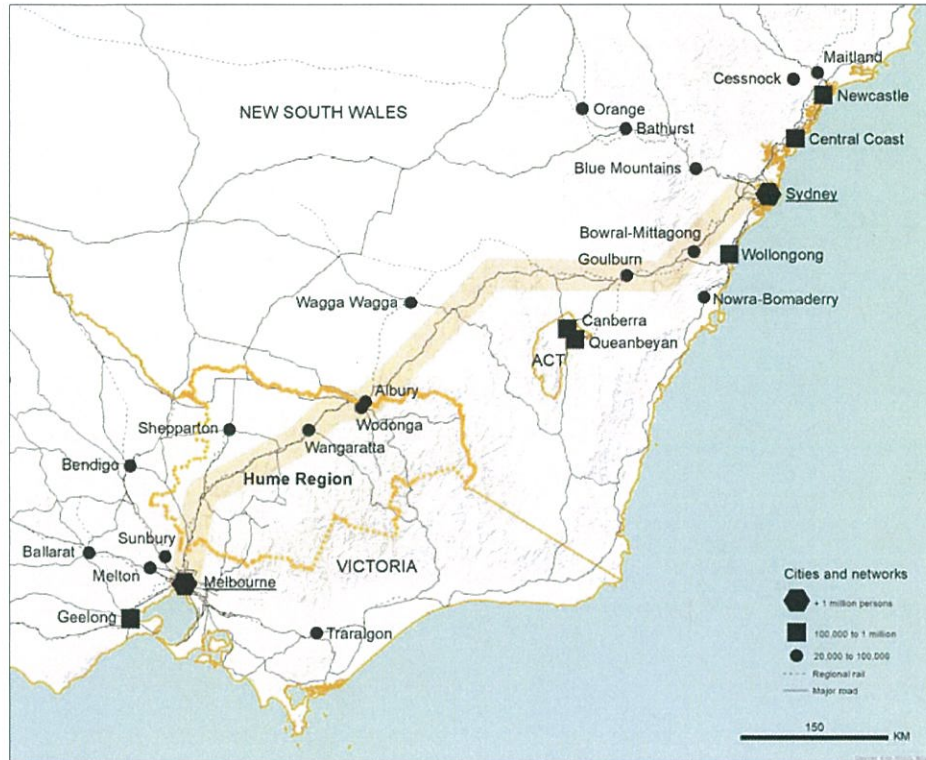 Maitland
Cessnock
Newcastle
NEW SOUTH WALES
Orange
Bathurst
Central Coast
Blue Mountains
Sydney
Bowral-Mittagong
Goulburn
Wollongong
Wagga Wagga
Nowra-Bomaderry
Canberra
Queanbeyan
ACT
Albury
Wodonga
Shepparton
Wangaratta
Bendigo
Hume Region
Sunbury
Ballarat
Melton
VICTORIA
Melbourne
Geelong
Traralgon
Cities and networks
+ 1 million persons
100,000 to 1 million
20,000 to 100,000
Regional rail
Major road
150
KM